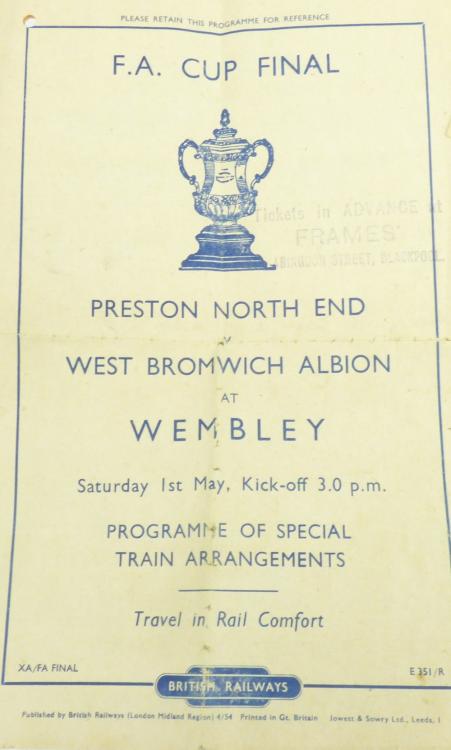 PLEASE RETAIN THIS PROGRAMME FOR REFERENCE
F.A. CUP FINAL
Tickets in ADVANCE at
FRAMES'
ABINGDON STREET, BLACKPOOL.
PRESTON NORTH END
v
WEST BROMWICH ALBION
AT
WEMBLEY
Saturday 1st May, Kick-off 3.0 p.m.
PROGRAMME OF SPECIAL
TRAIN ARRANGEMENTS
Travel in Rail Comfort
XA/FA FINAL
E 351/R
BRITISH RAILWAYS
Published by British Railways (London Midland Region) 4/54 Printed in Gt. Britain Jowett & Sowry Ltd., Leeds, 1